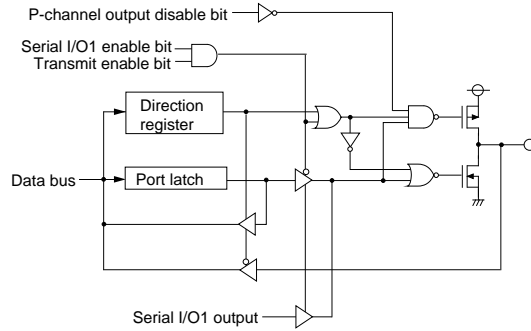 P-channel output disable bit
Serial I/O1 enable bit
Transmit enable bit
Direction
register
Data bus
Port latch
Serial I/O1 output